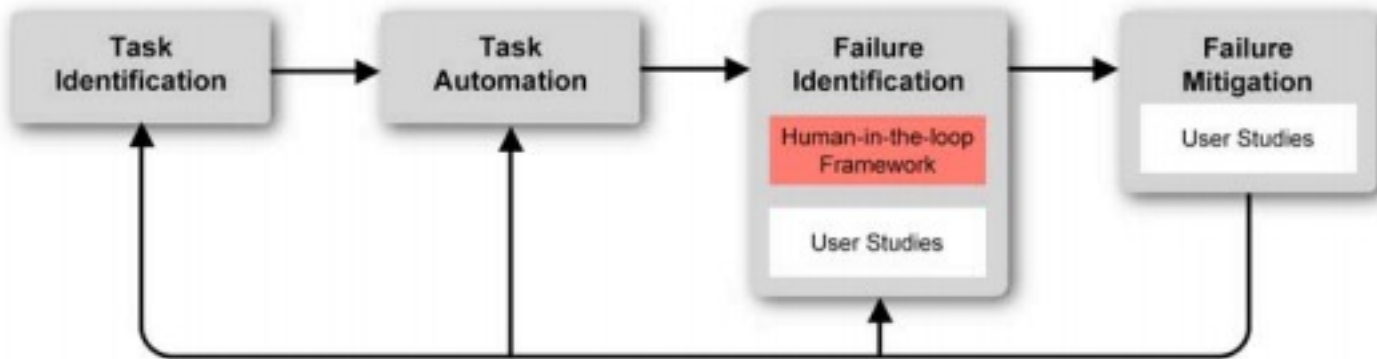 Task
Identification
Task
Automation
Failure
Identification
Human-in-the-loop
Framework
User Studies
Failure
Mitigation
User Studies